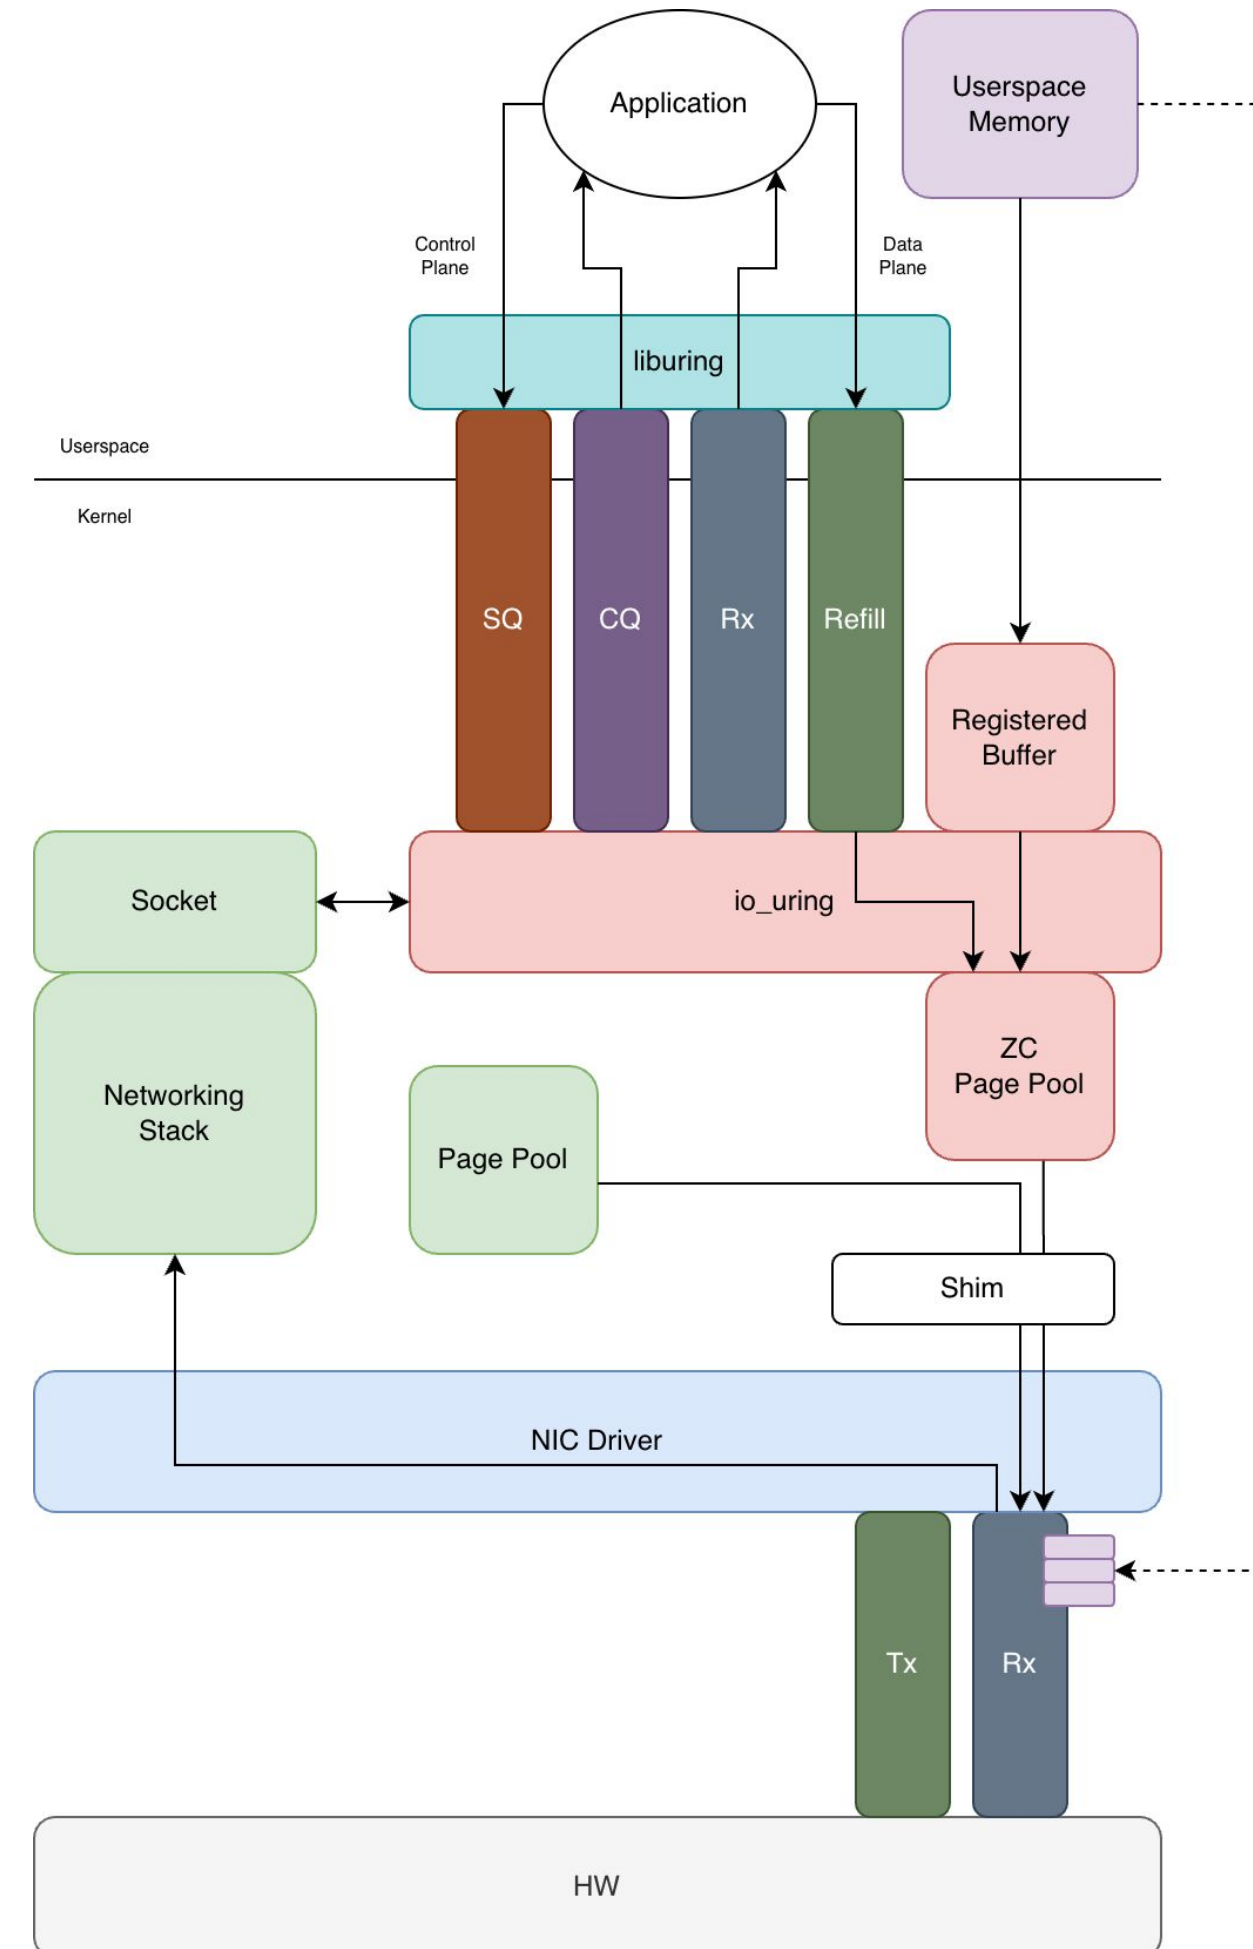 Application
Userspace
Memory
Control
Plane
Data
Plane
liburing
Userspace
Kernel
SQ
CQ
Rx
Refill
Registered
Buffer
Socket
io_uring
ZC
Page Pool
Networking
Stack
Page Pool
Shim
NIC Driver
Tx
Rx
HW